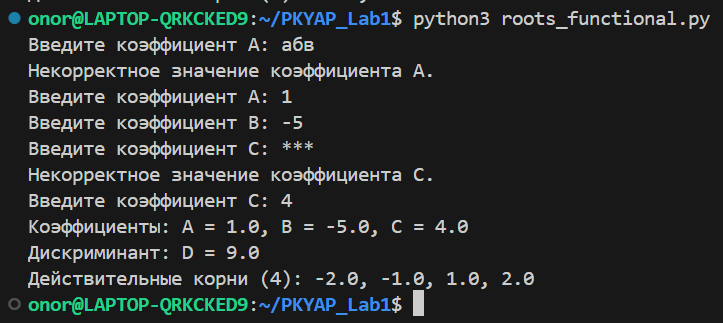 onor@LAPTOP-QRKCKED9:~/PKYAP_Lab1$ python3 roots_functional.py
Введите коэффициент A: абв
Некорректное значение коэффициента A.
Введите коэффициент A: 1
Введите коэффициент B: -5
Введите коэффициент C: ***
Некорректное значение коэффициента C.
Введите коэффициент C: 4
Коэффициенты: A = 1.0, B = -5.0, C = 4.0
Дискриминант: D = 9.0
Действительные корни (4): -2.0, -1.0, 1.0, 2.0
onor@LAPTOP-QRKCKED9:~/PKYAP_Lab1$